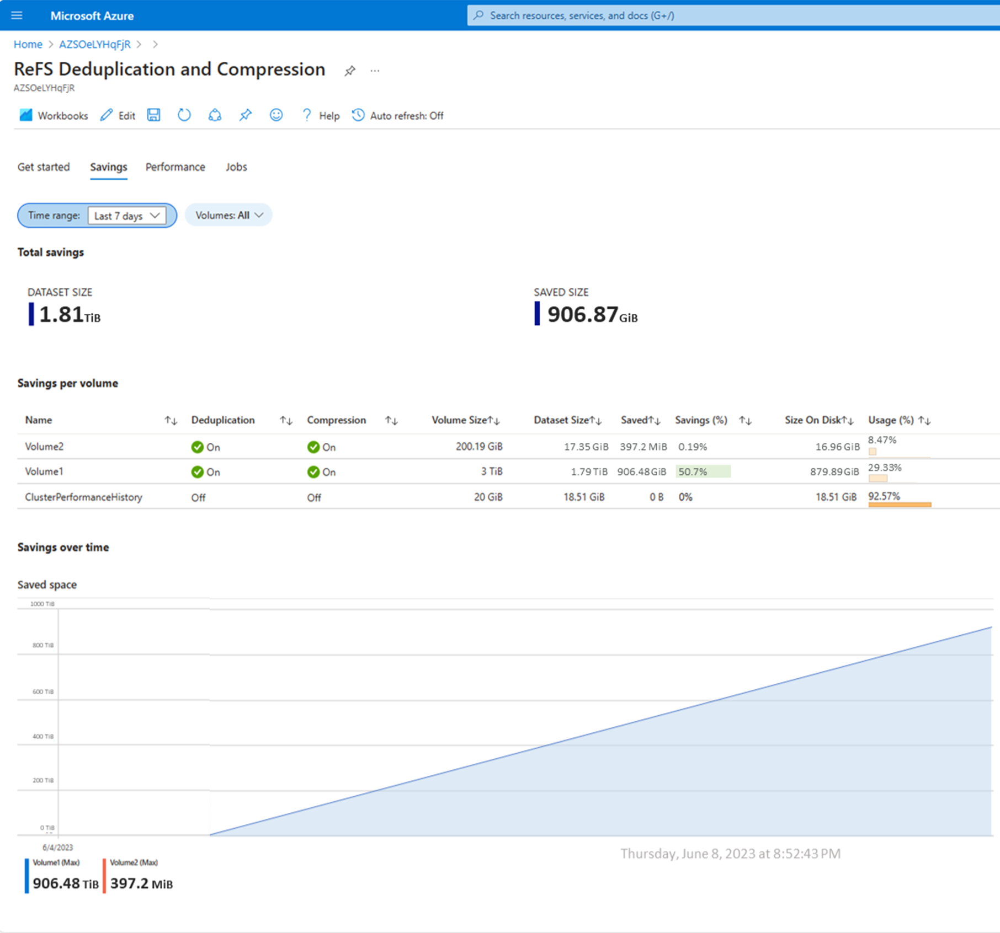 Microsoft Azure
Search resources, services, and docs (G+/)
Home > AZSOeLYHqFjR > >
ReFS Deduplication and Compression ...
AZSOeLYHqFjR
Workbooks Edit ? Help Auto refresh: Off
Get started Savings Performance Jobs
Time range: Last 7 days Volumes: All
Total savings
DATASET SIZE SAVED SIZE
1.81TiB 906.87GiB
Savings per volume
Name ↑↓ Deduplication ↑↓ Compression ↑↓ Volume Size↑↓ Dataset Size↑↓ Saved↑↓ Savings (%) ↑↓ Size On Disk↑↓ Usage (%) ↑↓
Volume2 On On 200.19 GiB 17.35 GiB 397.2 MiB 0.19% 16.96 GiB 8.47%
Volume1 On On 3 TiB 1.79 TiB 906.48GiB 50.7% 879.89GiB 29.33%
ClusterPerformanceHistory Off Off 20 GiB 18.51 GiB 0 B 0% 18.51 GiB 92.57%
Savings over time
Saved space
1000 TiB
800 TiB
600 TiB
400 TiB
200 TiB
0 TiB
6/4/2023
Thursday, June 8, 2023 at 8:52:43 PM
Volume1 (Max) Volume2 (Max)
906.48 TiB 397.2 MiB